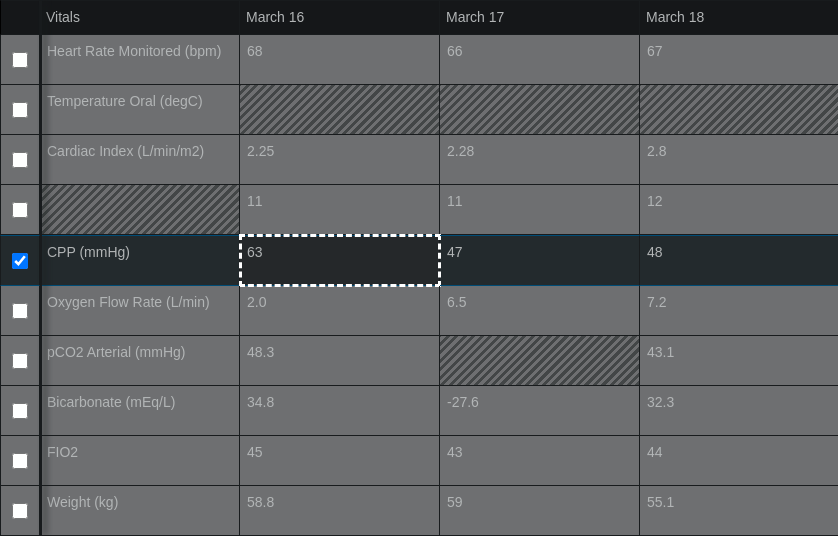 Vitals March 16 March 17 March 18
Heart Rate Monitored (bpm) 68 66 67
Temperature Oral (degC)
Cardiac Index (L/min/m2) 2.25 2.28 2.8
11 11 12
CPP (mmHg) 63 47 48
Oxygen Flow Rate (L/min) 2.0 6.5 7.2
pCO2 Arterial (mmHg) 48.3 43.1
Bicarbonate (mEq/L) 34.8 -27.6 32.3
FIO2 45 43 44
Weight (kg) 58.8 59 55.1